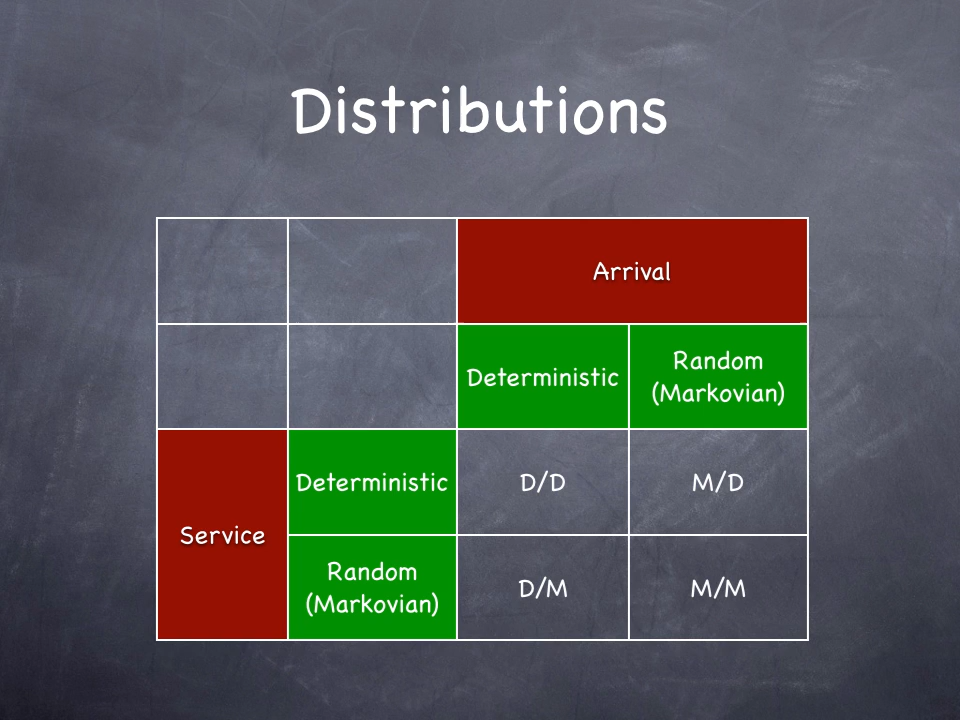 Distributions
Arrival
Deterministic
Random
(Markovian)
Service
Deterministic
D/D
M/D
Random
(Markovian)
D/M
M/M